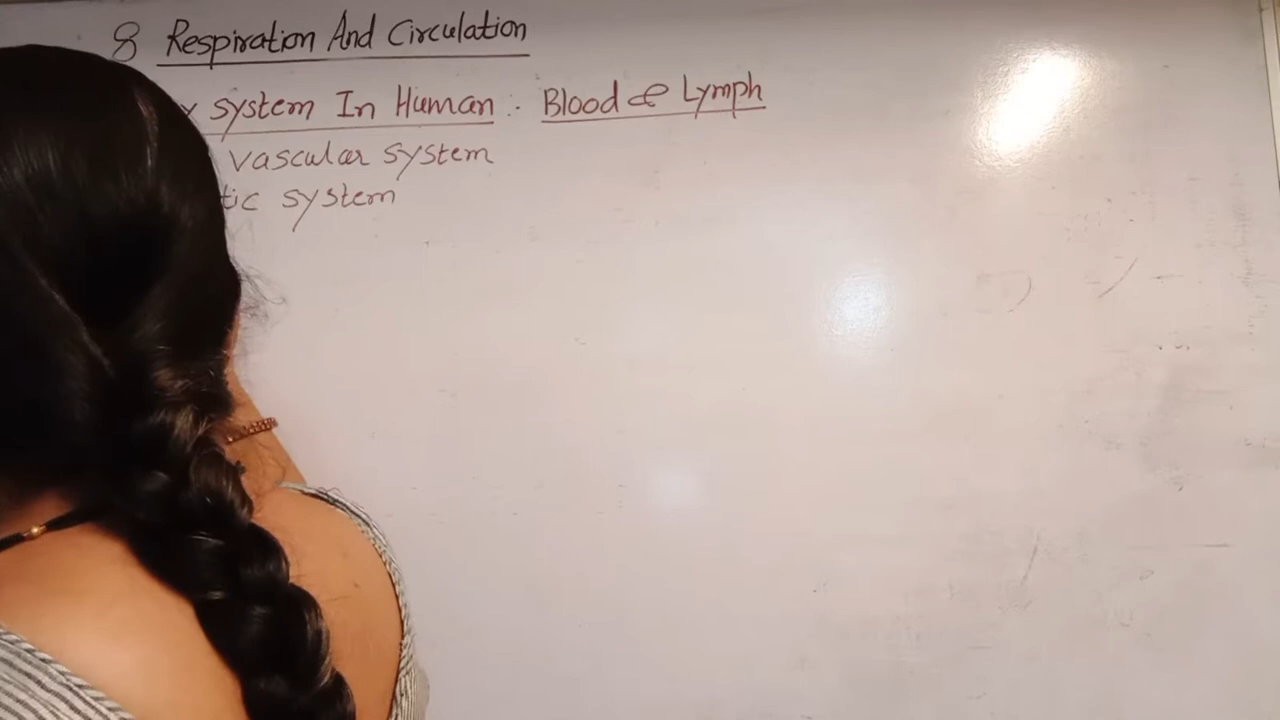 8 Respiration And Circulation
system In Human : Blood & Lymph
vascular system
tic system